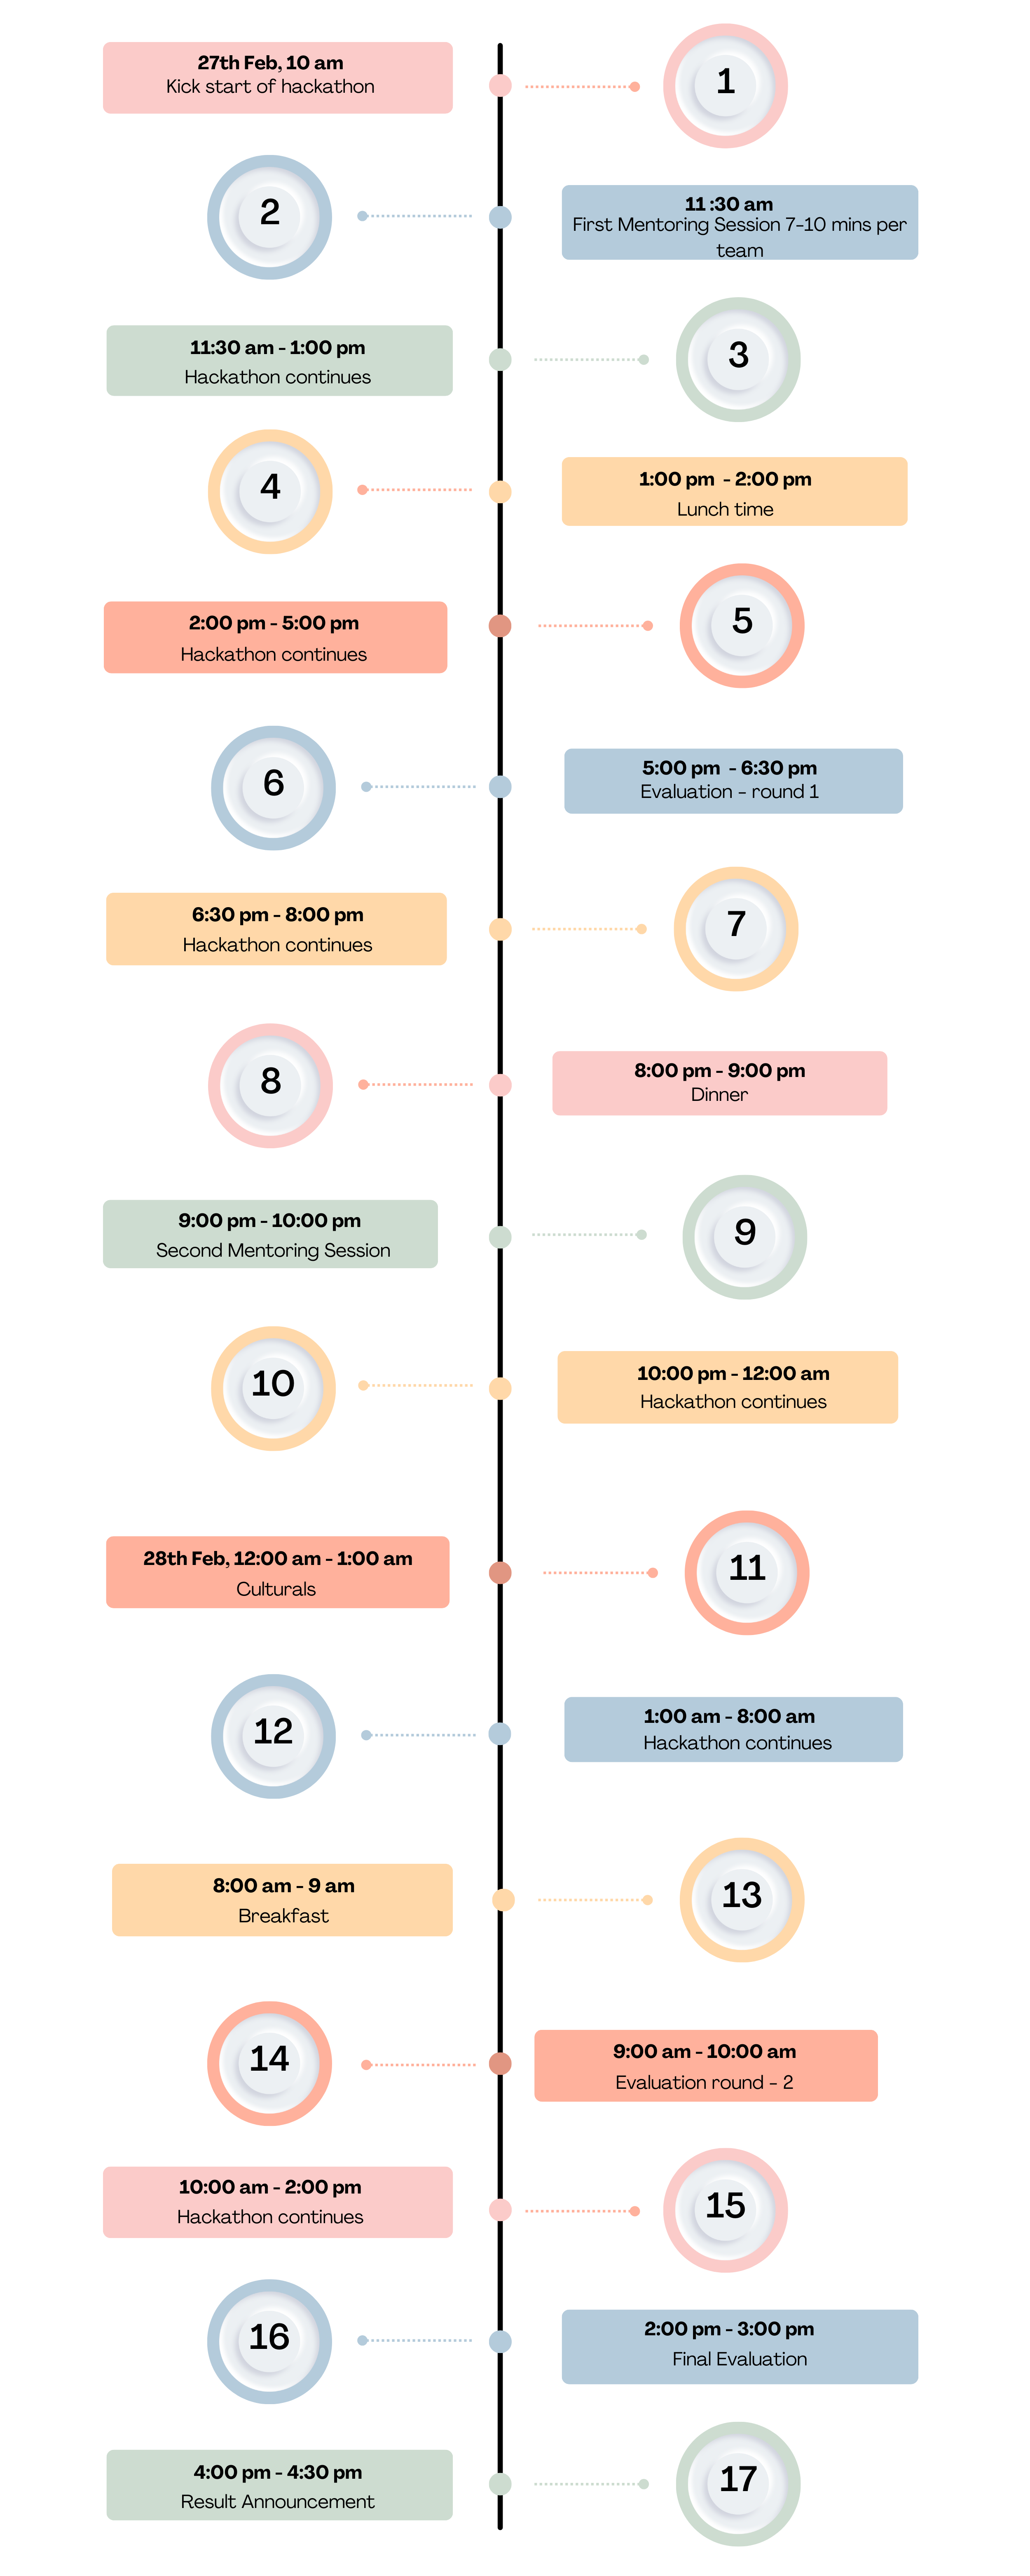 27th Feb, 10 am
Kick start of hackathon
1
2
11 :30 am
First Mentoring Session 7-10 mins per
team
11:30 am - 1:00 pm
Hackathon continues
3
4
1:00 pm - 2:00 pm
Lunch time
2:00 pm - 5:00 pm
Hackathon continues
5
6
5:00 pm - 6:30 pm
Evaluation - round 1
6:30 pm - 8:00 pm
Hackathon continues
7
8
8:00 pm - 9:00 pm
Dinner
9:00 pm - 10:00 pm
Second Mentoring Session
9
10
10:00 pm - 12:00 am
Hackathon continues
28th Feb, 12:00 am - 1:00 am
Culturals
11
12
1:00 am - 8:00 am
Hackathon continues
8:00 am - 9 am
Breakfast
13
14
9:00 am - 10:00 am
Evaluation round - 2
10:00 am - 2:00 pm
Hackathon continues
15
16
2:00 pm - 3:00 pm
Final Evaluation
4:00 pm - 4:30 pm
Result Announcement
17